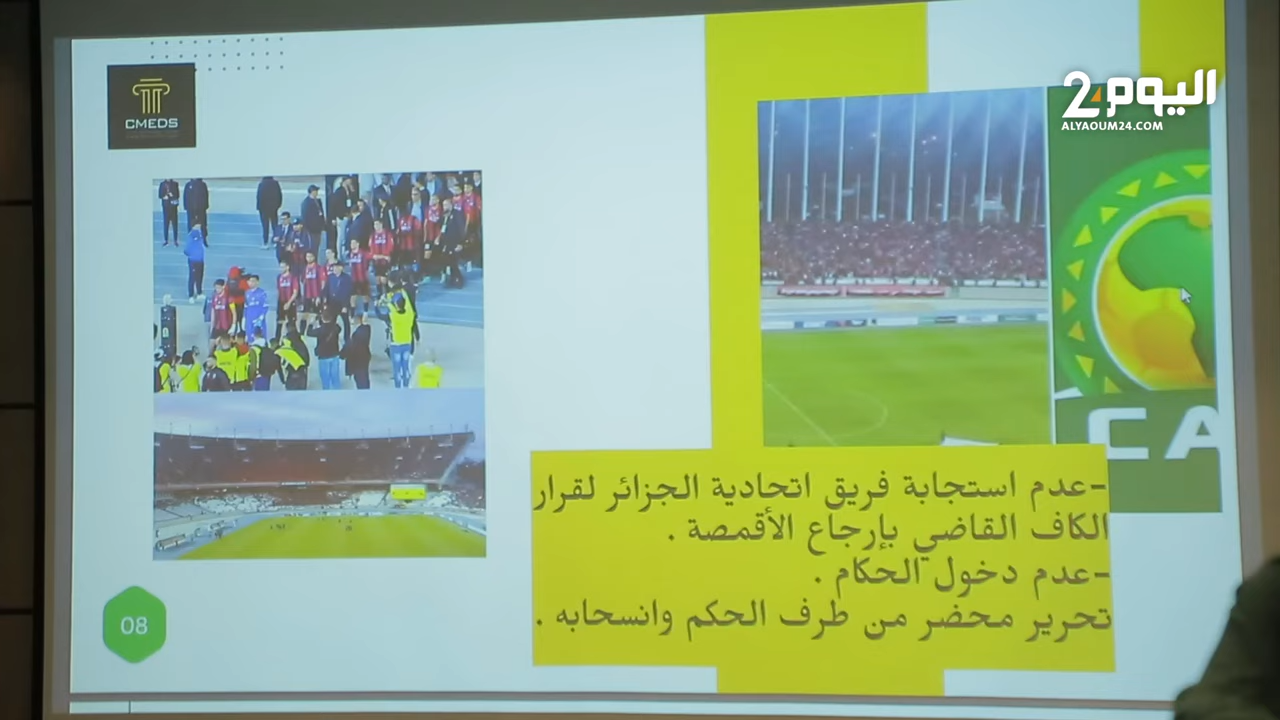 اليوم 24
ALYAOUM24.COM
CMEDS
CA
-عدم استجابة فريق اتحادية الجزائر لقرار
الكاف القاضي بإرجاع الأقمصة .
-عدم دخول الحكام .
تحرير محضر من طرف الحكم وانسحابه .
08